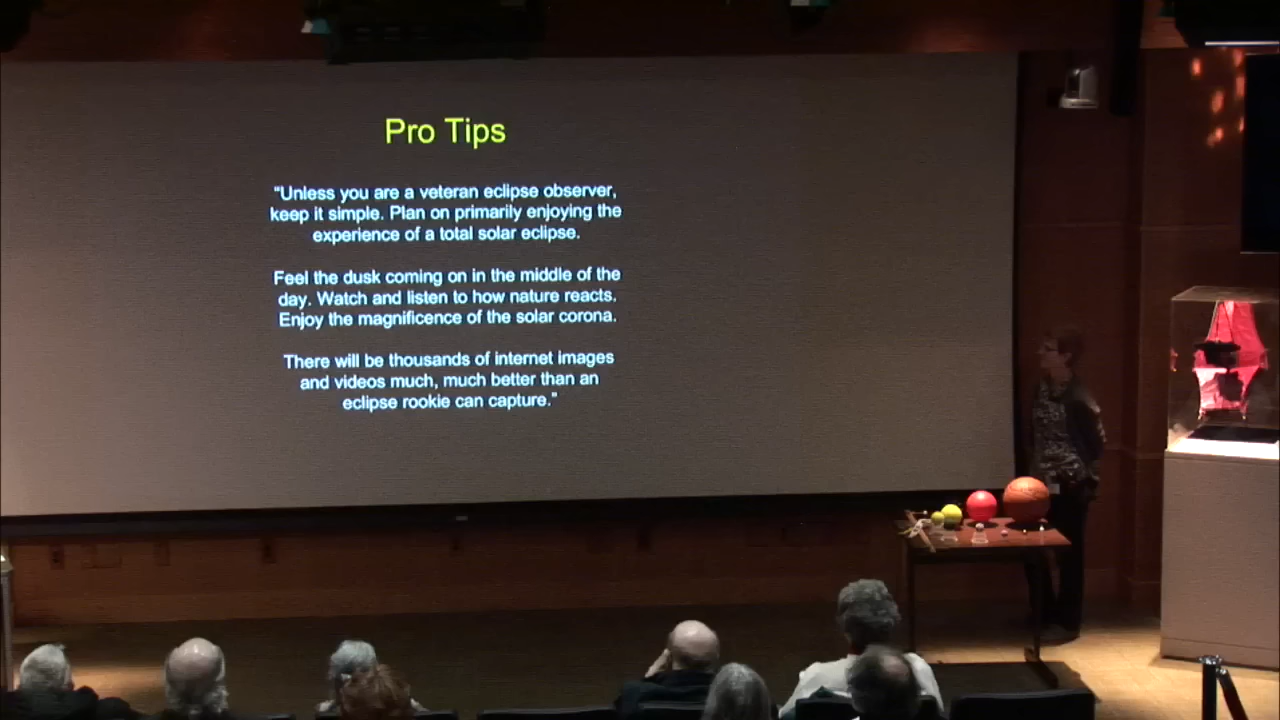 Pro Tips
"Unless you are a veteran eclipse observer,
keep it simple. Plan on primarily enjoying the
experience of a total solar eclipse.
Feel the dusk coming on in the middle of the
day. Watch and listen to how nature reacts.
Enjoy the magnificence of the solar corona.
There will be thousands of internet images
and videos much, much better than an
eclipse rookie can capture."